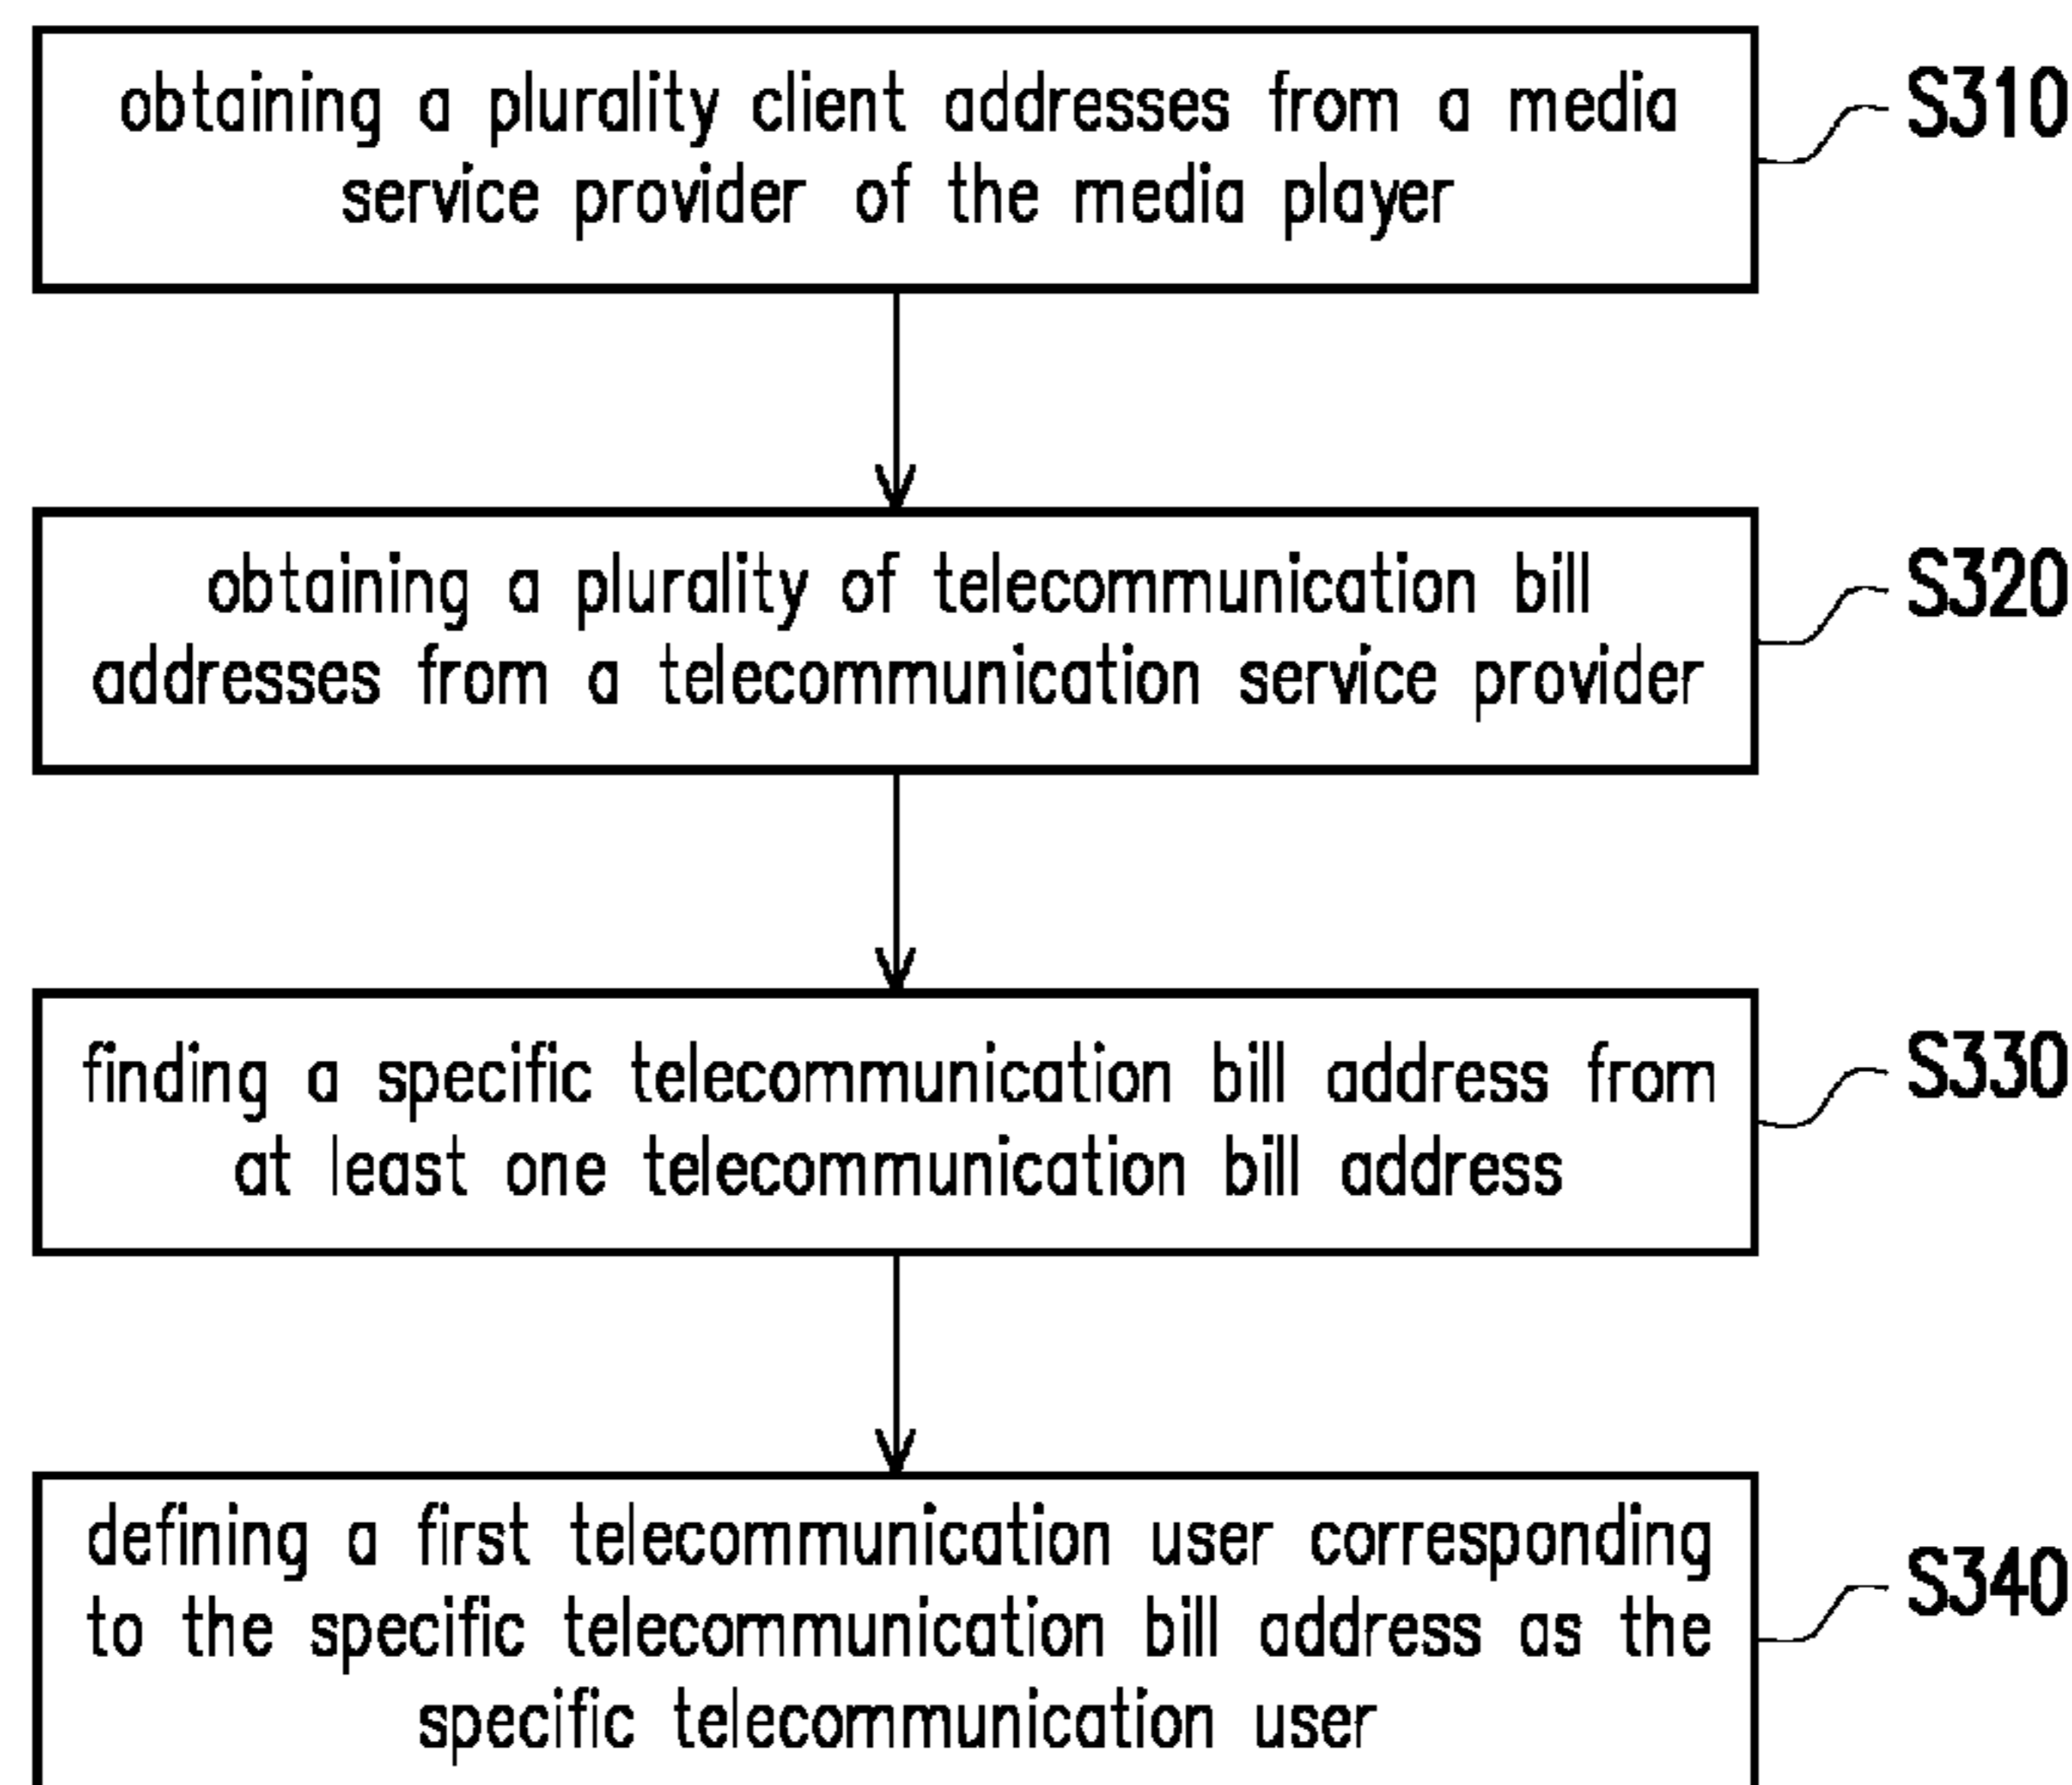 obtaining a plurality client addresses from a media
service provider of the media player
S310
obtaining a plurality of telecommunication bill
addresses from a telecommunication service provider
S320
finding a specific telecommunication bill address from
at least one telecommunication bill address
S330
defining a first telecommunication user corresponding
to the specific telecommunication bill address as the
specific telecommunication user
S340